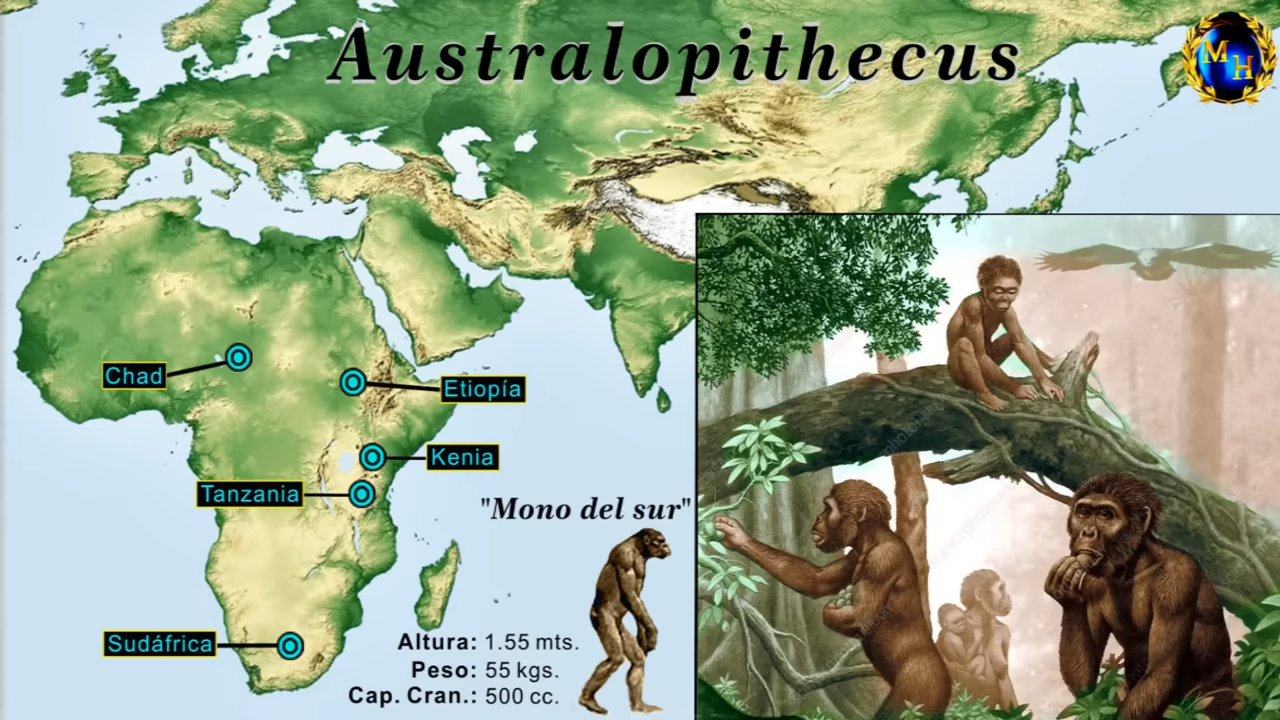 Australopithecus
M
H
Chad
Etiopía
Kenia
Tanzania
"Mono del sur"
Sudáfrica
Altura: 1.55 mts.
Peso: 55 kgs.
Cap. Cran.: 500 cc.